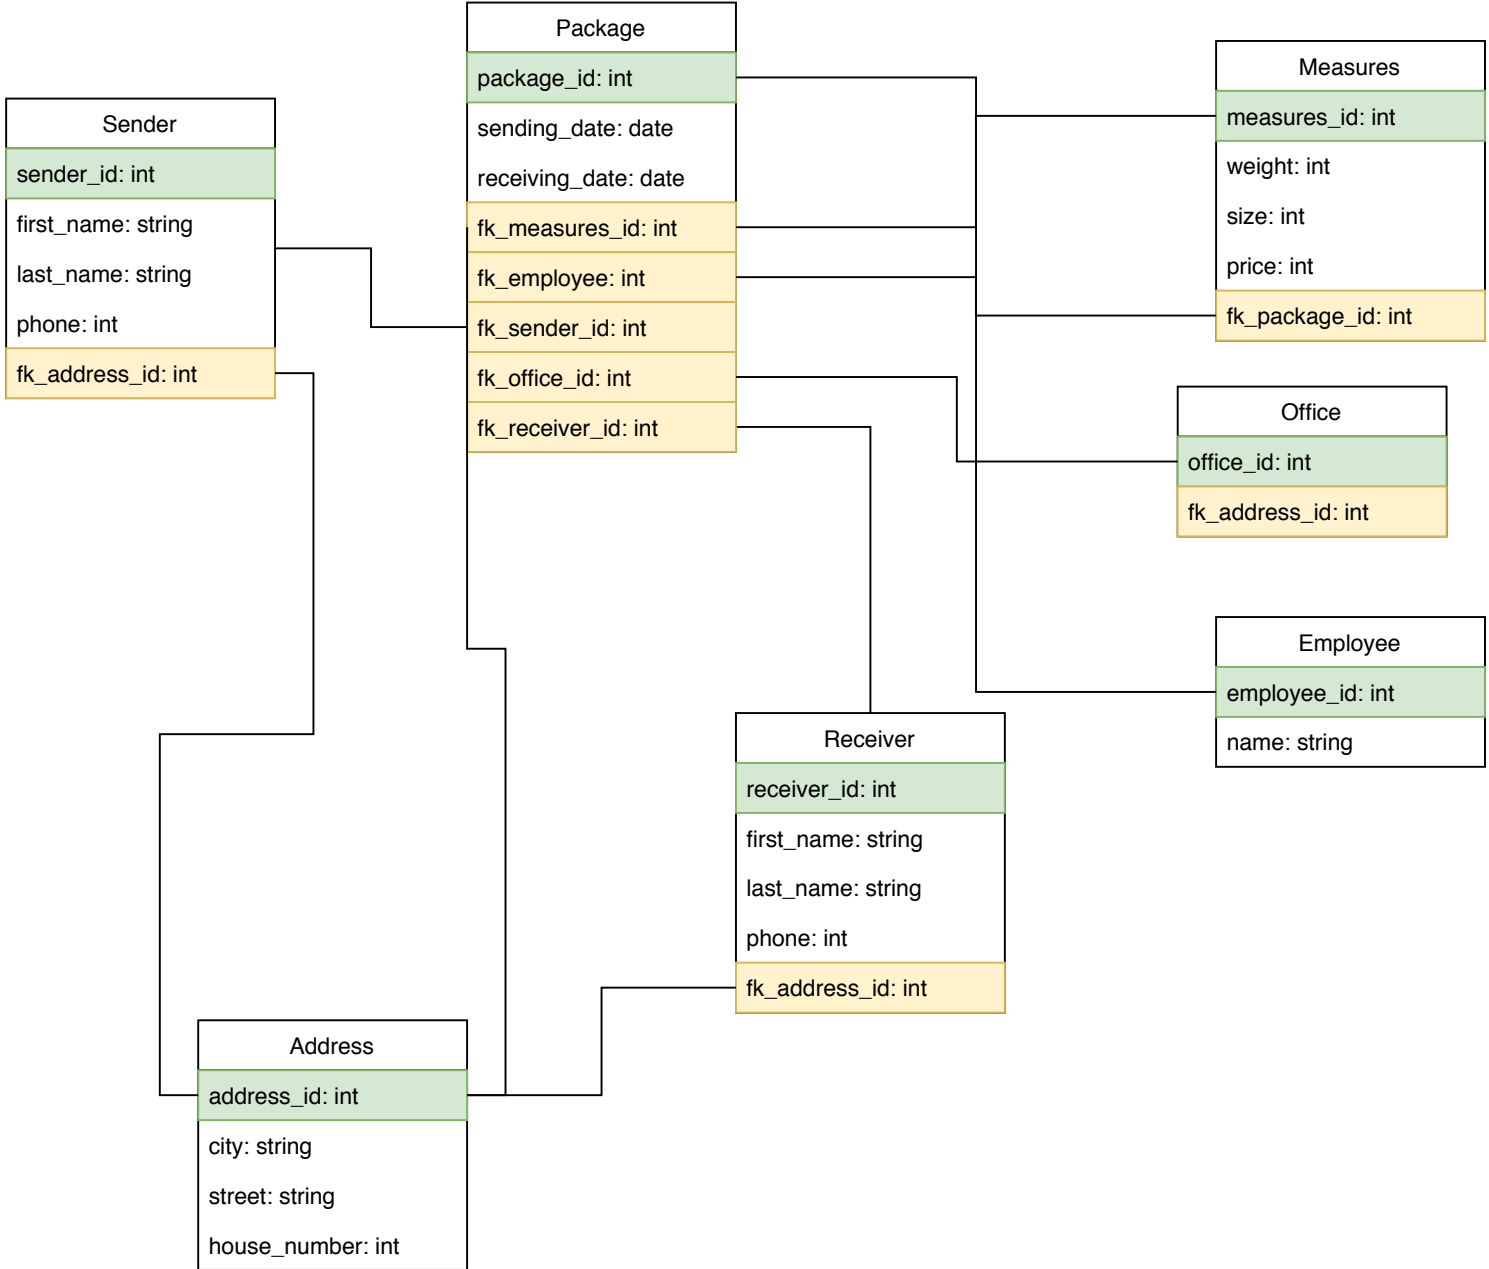 Package
package_id: int
sending_date: date
receiving_date: date
fk_measures_id: int
fk_employee: int
fk_sender_id: int
fk_office_id: int
fk_receiver_id: int
Measures
measures_id: int
weight: int
size: int
price: int
fk_package_id: int
Sender
sender_id: int
first_name: string
last_name: string
phone: int
fk_address_id: int
Office
office_id: int
fk_address_id: int
Employee
employee_id: int
name: string
Receiver
receiver_id: int
first_name: string
last_name: string
phone: int
fk_address_id: int
Address
address_id: int
city: string
street: string
house_number: int